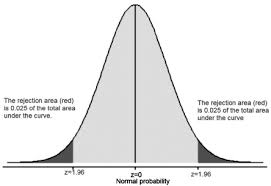 The rejection area (red)
is 0.025 of the total area
under the curve.
The rejection area (red)
is 0.025 of the total area
under the curve.
z=1.96
z=0
z=1.96
Normal probability